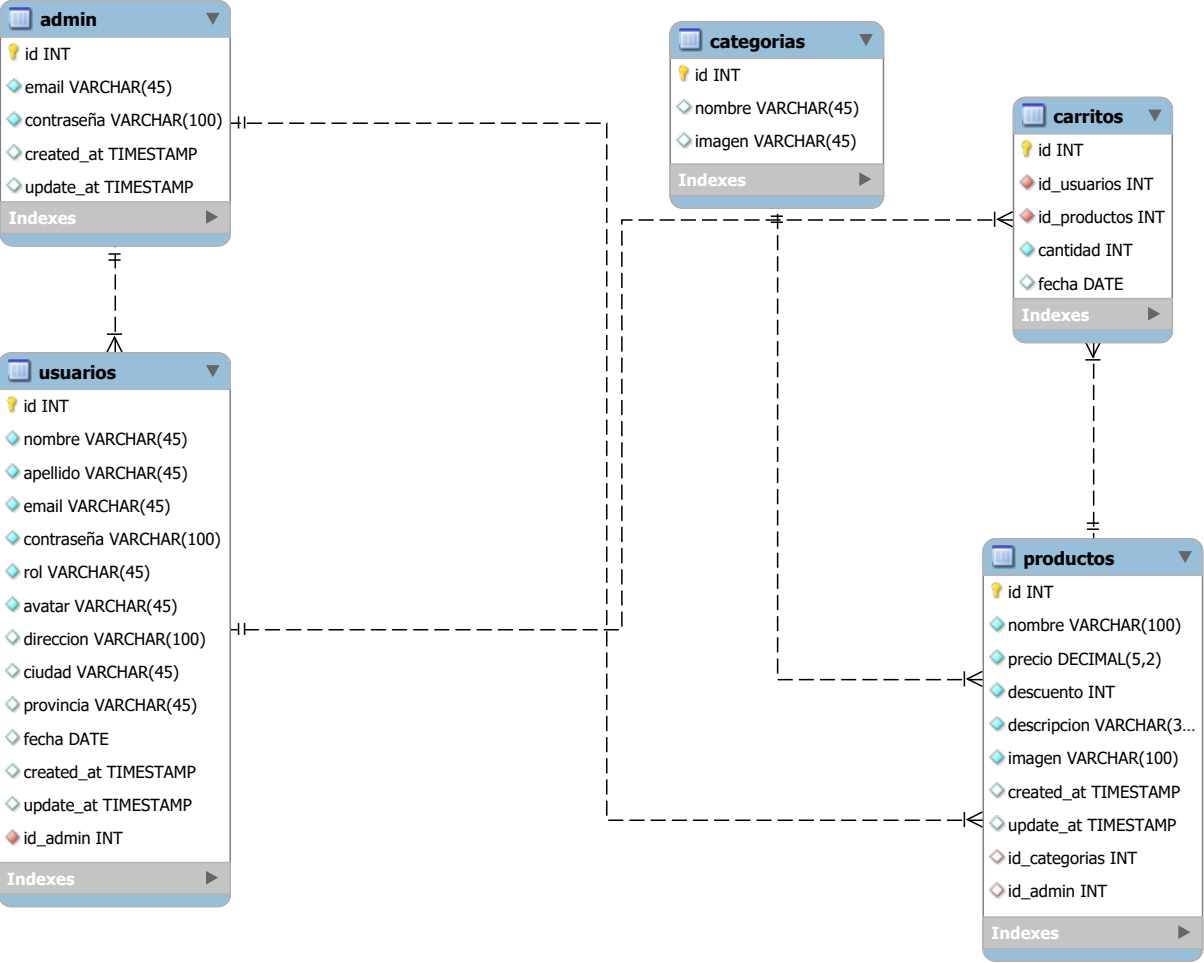 admin
id INT
email VARCHAR(45)
contraseña VARCHAR(100)
created_at TIMESTAMP
update_at TIMESTAMP
Indexes
usuarios
id INT
nombre VARCHAR(45)
apellido VARCHAR(45)
email VARCHAR(45)
contraseña VARCHAR(100)
rol VARCHAR(45)
avatar VARCHAR(45)
direccion VARCHAR(100)
ciudad VARCHAR(45)
provincia VARCHAR(45)
fecha DATE
created_at TIMESTAMP
update_at TIMESTAMP
id_admin INT
Indexes
categorias
id INT
nombre VARCHAR(45)
imagen VARCHAR(45)
Indexes
carritos
id INT
id_usuarios INT
id_productos INT
cantidad INT
fecha DATE
Indexes
productos
id INT
nombre VARCHAR(100)
precio DECIMAL(5,2)
descuento INT
descripcion VARCHAR(3...
imagen VARCHAR(100)
created_at TIMESTAMP
update_at TIMESTAMP
id_categorias INT
id_admin INT
Indexes